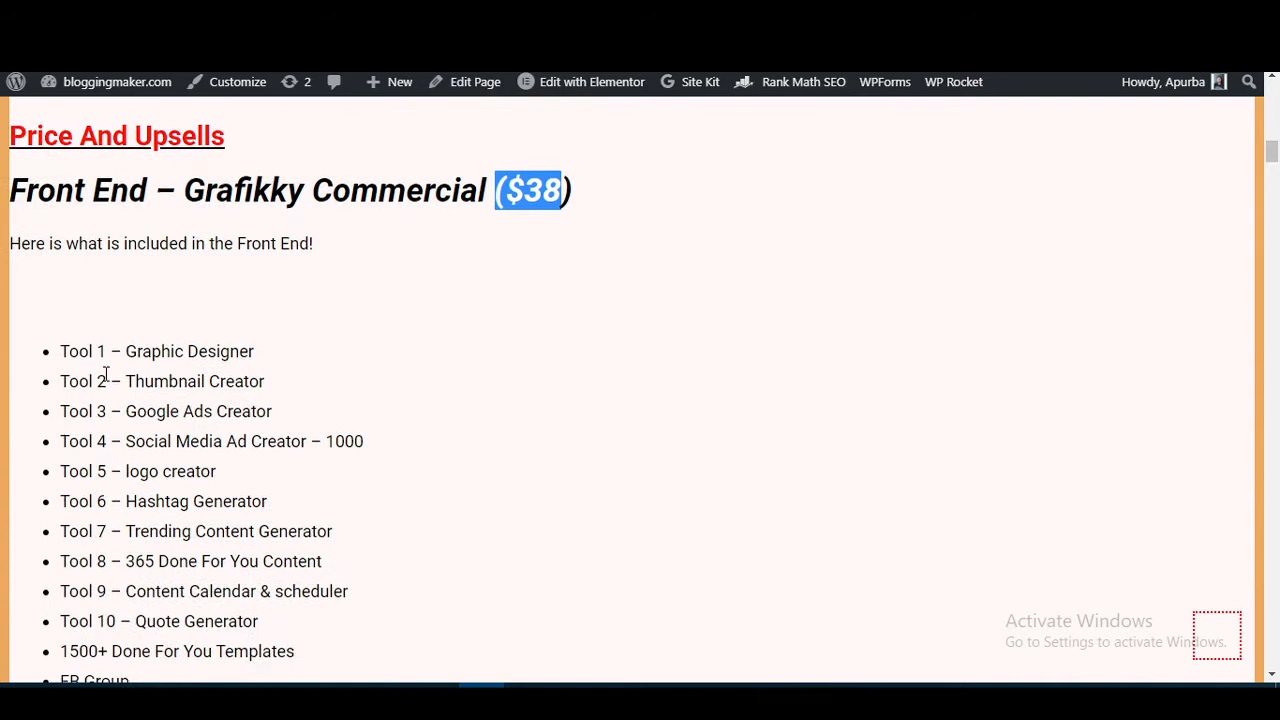 bloggingmaker.com Customize 2 New Edit Page Edit with Elementor Site Kit Rank Math SEO WPForms WP Rocket Howdy, Apurba
Price And Upsells
Front End – Grafikky Commercial ($38)
Here is what is included in the Front End!
• Tool 1 – Graphic Designer
• Tool 2 – Thumbnail Creator
• Tool 3 – Google Ads Creator
• Tool 4 – Social Media Ad Creator – 1000
• Tool 5 – logo creator
• Tool 6 – Hashtag Generator
• Tool 7 – Trending Content Generator
• Tool 8 – 365 Done For You Content
• Tool 9 – Content Calendar & scheduler
• Tool 10 – Quote Generator
• 1500+ Done For You Templates
• FB Group
Activate Windows
Go to Settings to activate Windows.